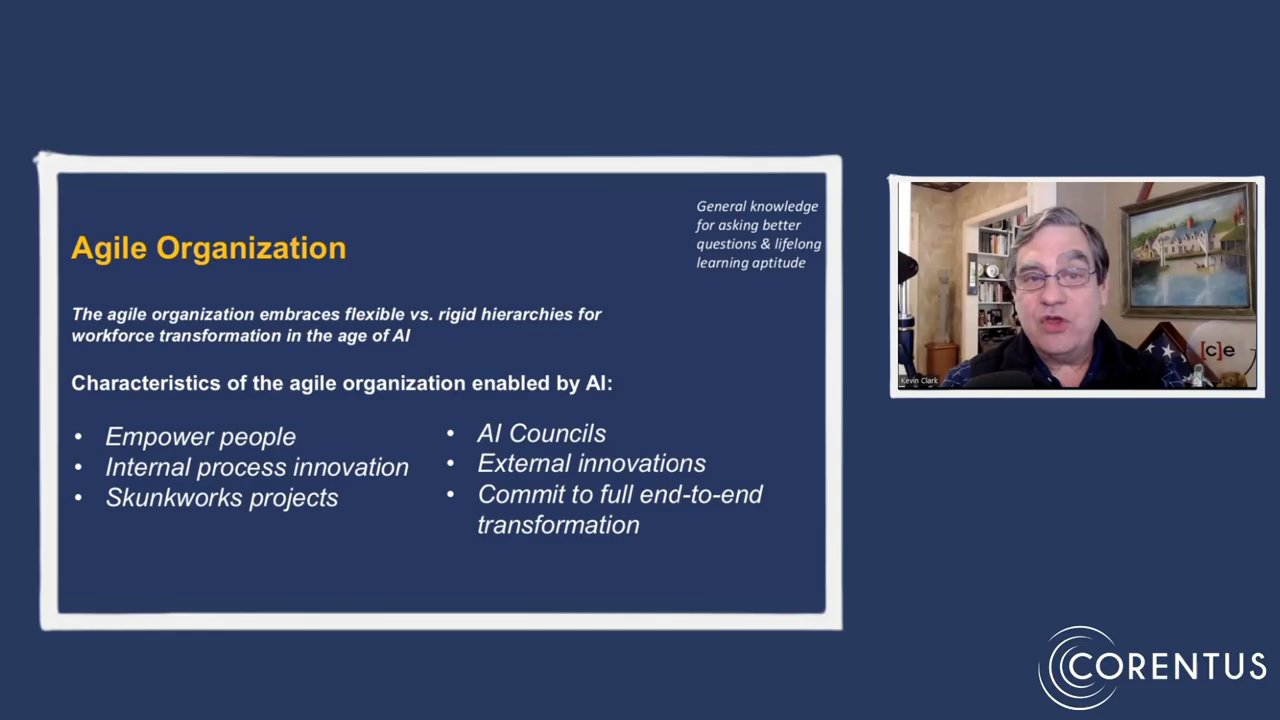 General knowledge
for asking better
questions & lifelong
learning aptitude
Agile Organization
The agile organization embraces flexible vs. rigid hierarchies for
workforce transformation in the age of AI
Characteristics of the agile organization enabled by AI:
• Empower people
• Internal process innovation
• Skunkworks projects
• AI Councils
• External innovations
• Commit to full end-to-end
transformation
[c]e
Kevin Clark
CORENTUS